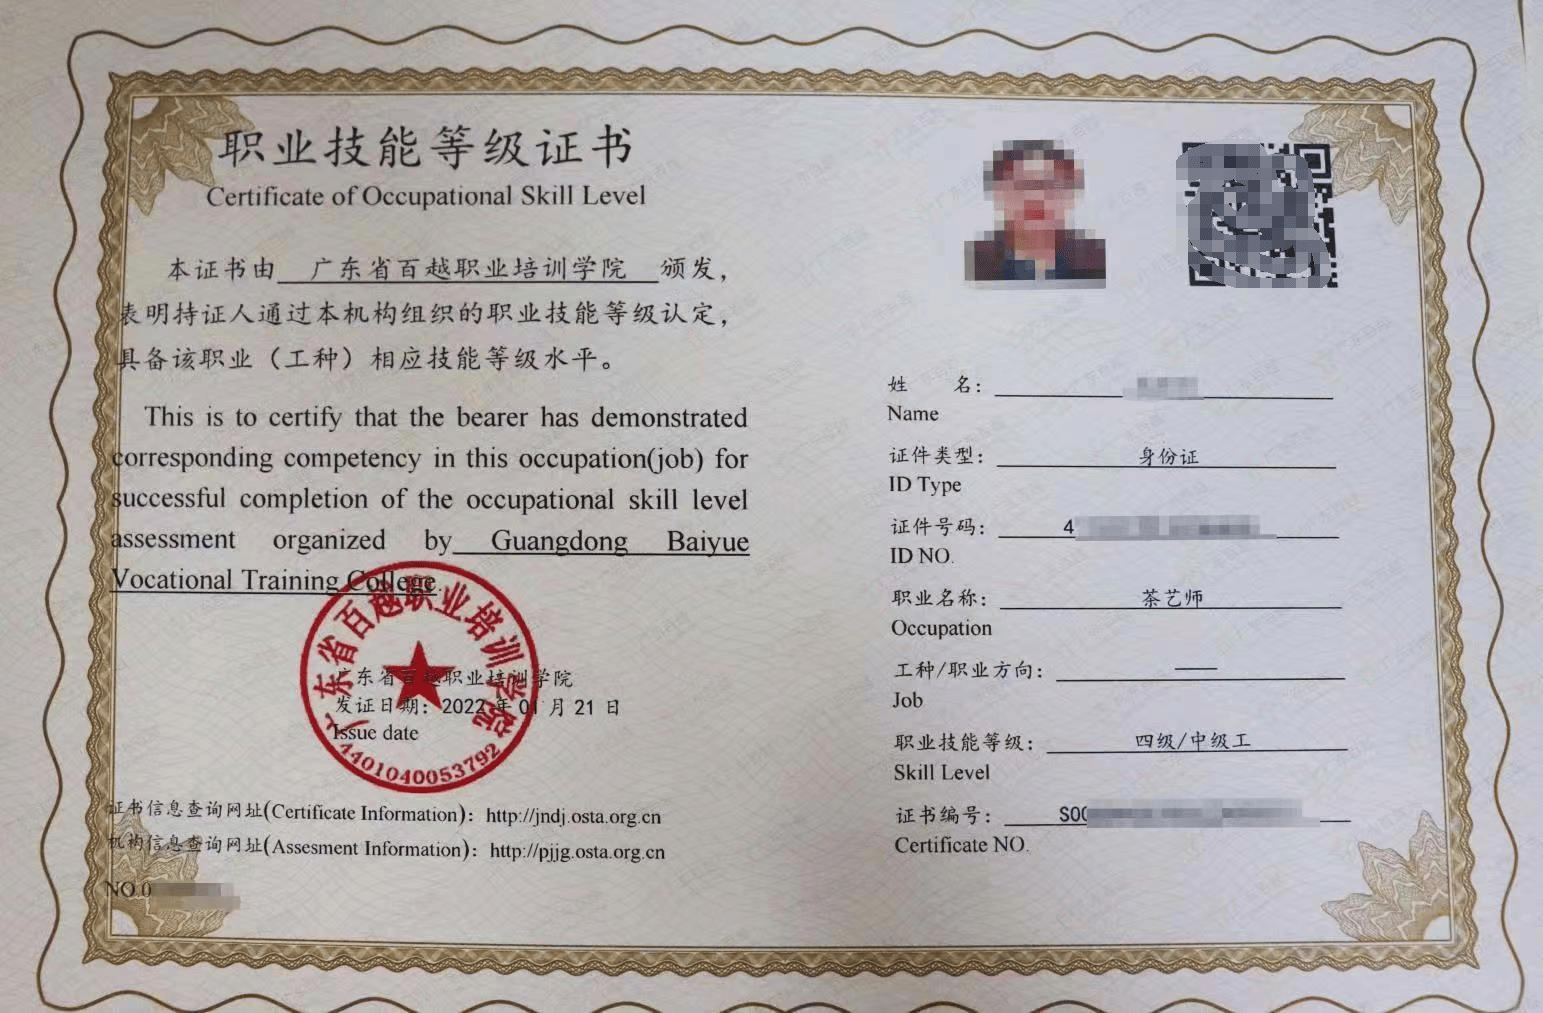 职业技能等级证书
Certificate of Occupational Skill Level
本证书由 广东省百越职业培训学院 颁发，
表明持证人通过本机构组织的职业技能等级认定，
具备该职业（工种）相应技能等级水平。
This is to certify that the bearer has demonstrated
corresponding competency in this occupation(job) for
successful completion of the occupational skill level
assessment organized by Guangdong Baiyue
Vocational Training College.
广东省百越职业培训学院
4401040053792
广东省百越职业培训学院
发证日期：2022 年 01 月 21 日
Issue date
证书信息查询网址(Certificate Information)：http://jndj.osta.org.cn
机构信息查询网址(Assesment Information)：http://pjjg.osta.org.cn
NO.0
姓 名：
Name
证件类型： 身份证
ID Type
证件号码： 4
ID NO.
职业名称： 茶艺师
Occupation
工种/职业方向： ——
Job
职业技能等级： 四级/中级工
Skill Level
证书编号： S00
Certificate NO.